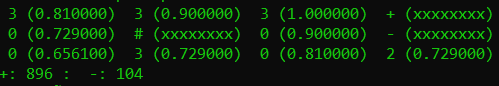 3 (0.810000)  3 (0.900000)  3 (1.000000)  + (xxxxxxxx)
0 (0.729000)  # (xxxxxxxx)  0 (0.900000)  - (xxxxxxxx)
0 (0.656100)  3 (0.729000)  0 (0.810000)  2 (0.729000)
+: 896 :  -: 104